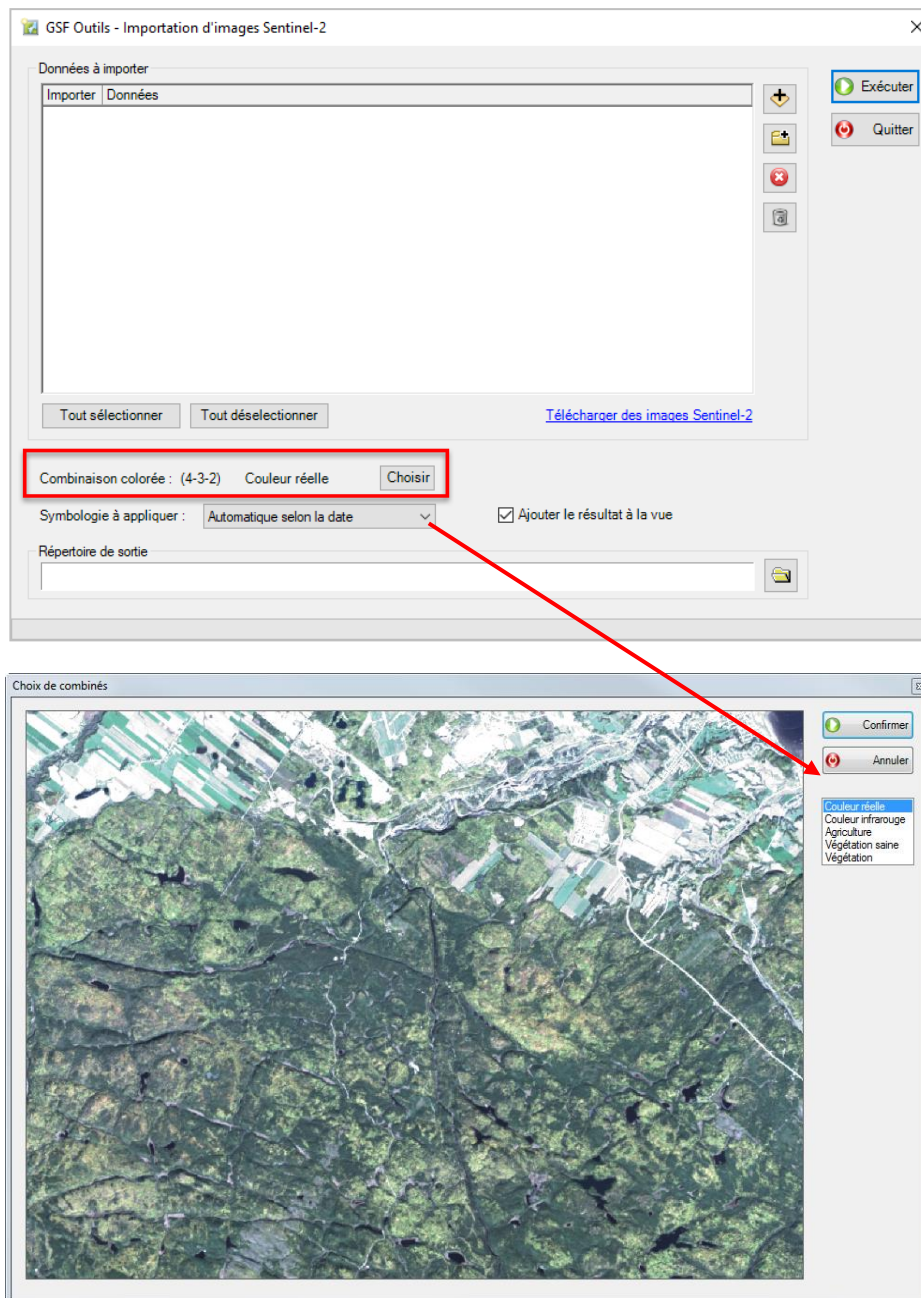 GSF Outils - Importation d'images Sentinel-2
Données à importer
Importer Données
Exécuter
Quitter
Tout sélectionner Tout déselectionner Télécharger des images Sentinel-2
Combinaison colorée : (4-3-2) Couleur réelle Choisir
Symbologie à appliquer : Automatique selon la date Ajouter le résultat à la vue
Répertoire de sortie
Choix de combinés
Confirmer
Annuler
Couleur réelle
Couleur infrarouge
Agriculture
Végétation saine
Végétation